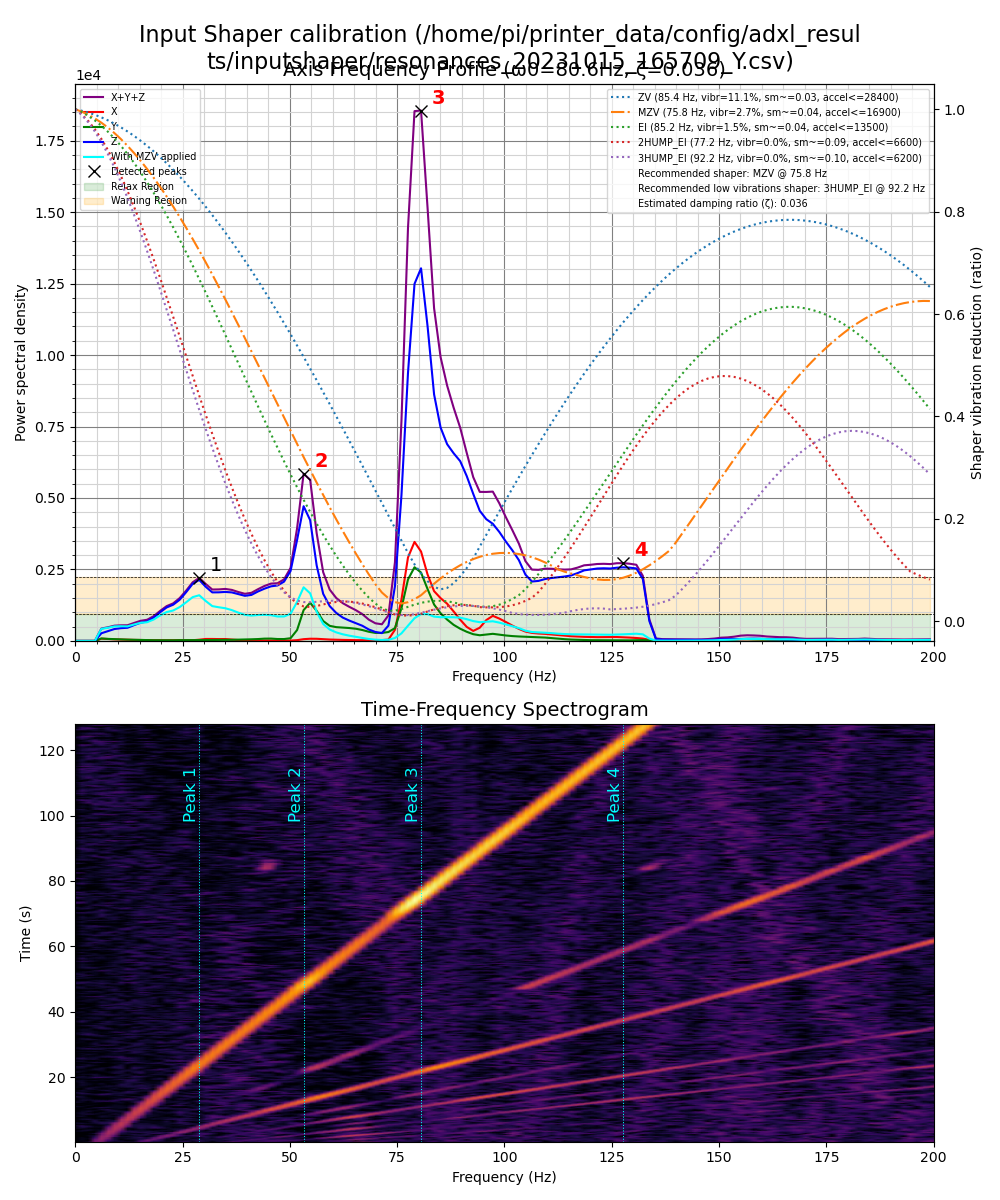 Input Shaper calibration (/home/pi/printer_data/config/adxl_resul
ts/inputshaper/resonances_20231015_165709_Y.csv)
Axis Frequency Profile (ω0=80.6Hz, ζ=0.036)
1e4
X+Y+Z
X
Y
Z
With MZV applied
Detected peaks
Relax Region
Warning Region
ZV (85.4 Hz, vibr=11.1%, sm~=0.03, accel<=28400)
MZV (75.8 Hz, vibr=2.7%, sm~=0.04, accel<=16900)
EI (85.2 Hz, vibr=1.5%, sm~=0.04, accel<=13500)
2HUMP_EI (77.2 Hz, vibr=0.0%, sm~=0.09, accel<=6600)
3HUMP_EI (92.2 Hz, vibr=0.0%, sm~=0.10, accel<=6200)
Recommended shaper: MZV @ 75.8 Hz
Recommended low vibrations shaper: 3HUMP_EI @ 92.2 Hz
Estimated damping ratio (ζ): 0.036
1
2
3
4
Power spectral density
1.75
1.50
1.25
1.00
0.75
0.50
0.25
0.00
Shaper vibration reduction (ratio)
1.0
0.8
0.6
0.4
0.2
0.0
0 25 50 75 100 125 150 175 200
Frequency (Hz)
Time-Frequency Spectrogram
Peak 1
Peak 2
Peak 3
Peak 4
Time (s)
120
100
80
60
40
20
0 25 50 75 100 125 150 175 200
Frequency (Hz)